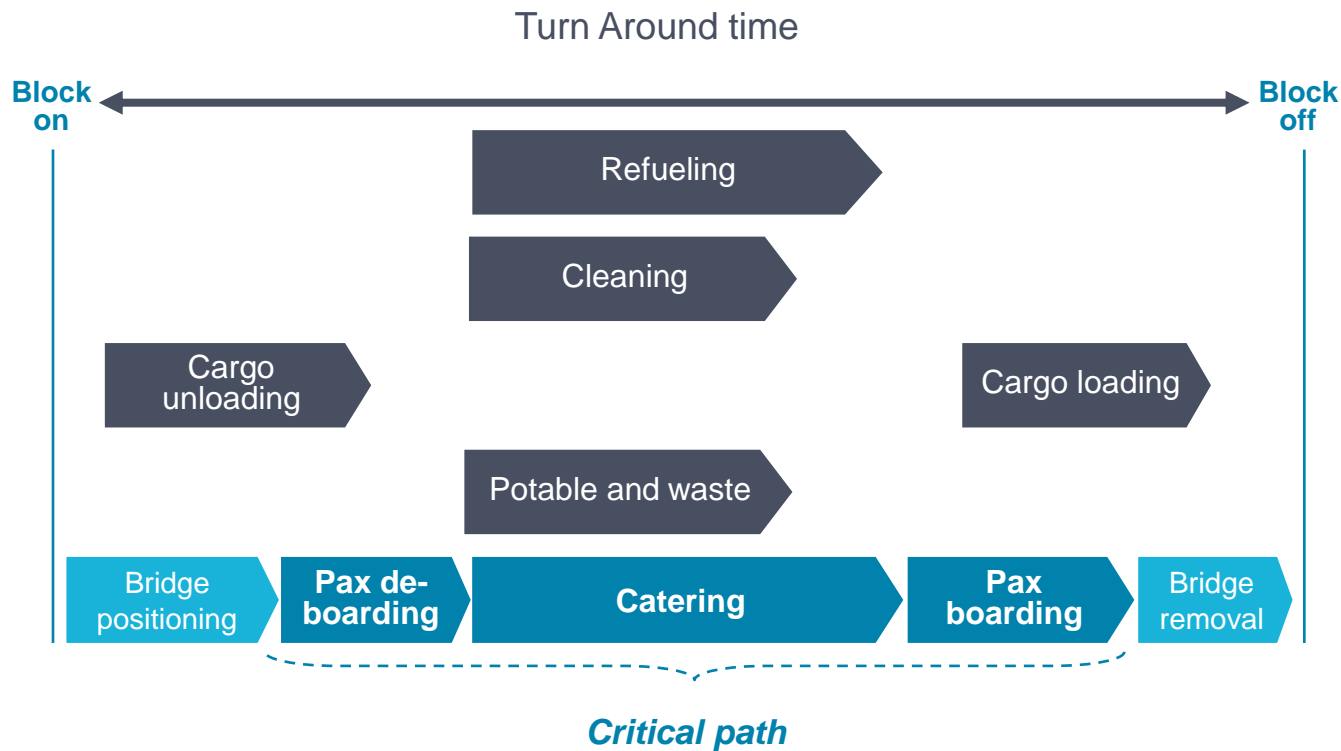 Turn Around time
Block
on
Block
off
Refueling
Cleaning
Cargo
unloading
Cargo loading
Potable and waste
Bridge
positioning
Pax de-
boarding
Catering
Pax
boarding
Bridge
removal
Critical path